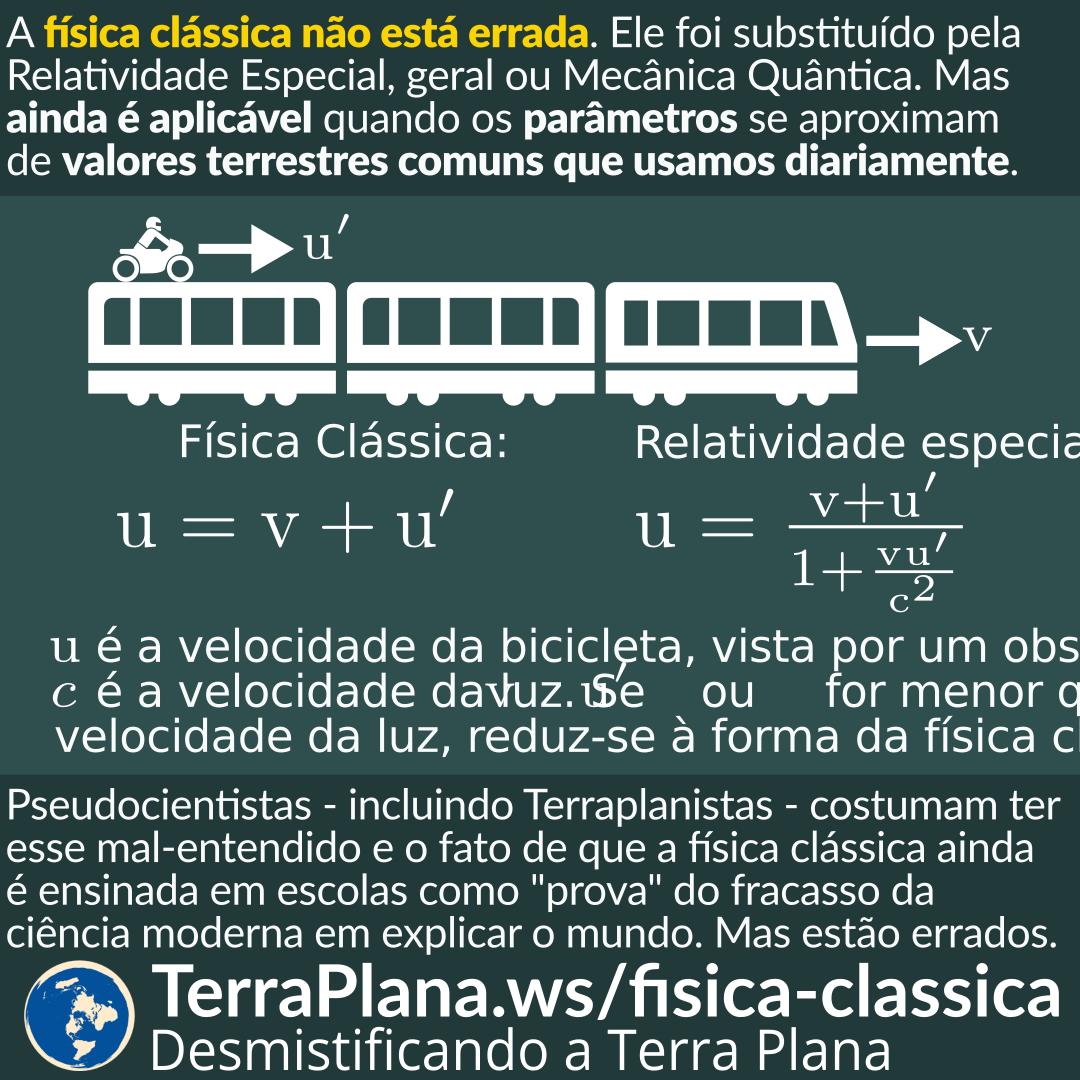 A física clássica não está errada. Ele foi substituído pela
Relatividade Especial, geral ou Mecânica Quântica. Mas
ainda é aplicável quando os parâmetros se aproximam
de valores terrestres comuns que usamos diariamente.
u′
v
Física Clássica:
Relatividade especia
u = v + u′
u = v+u′ / 1+ vu′/c²
u é a velocidade da bicicleta, vista por um obs
c é a velocidade da luz. Se v ou u′ for menor q
velocidade da luz, reduz-se à forma da física cl
Pseudocientistas - incluindo Terraplanistas - costumam ter
esse mal-entendido e o fato de que a física clássica ainda
é ensinada em escolas como "prova" do fracasso da
ciência moderna em explicar o mundo. Mas estão errados.
TerraPlana.ws/fisica-classica
Desmistificando a Terra Plana